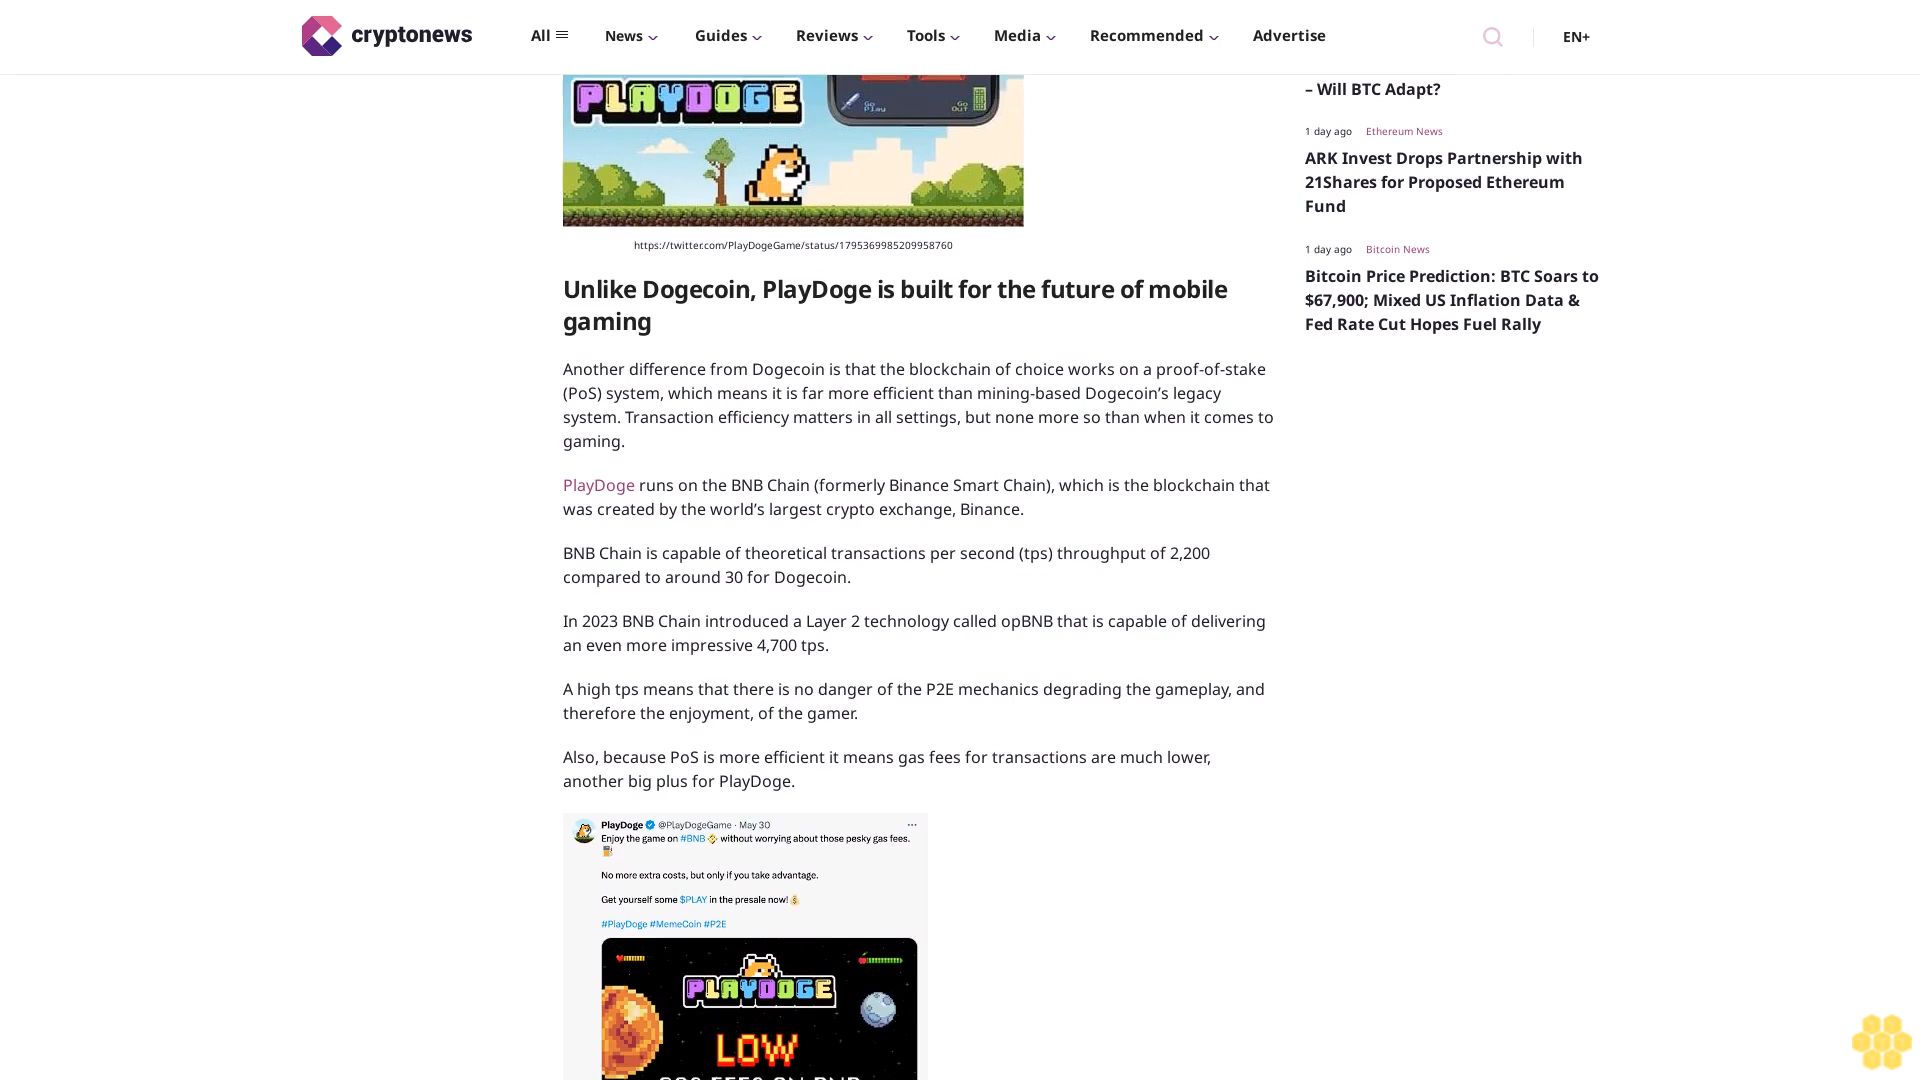 cryptonews
All
News
Guides
Reviews
Tools
Media
Recommended
Advertise
EN+
PLAYDOGE
Go Play
Go Out
https://twitter.com/PlayDogeGame/status/1795369985209958760
Unlike Dogecoin, PlayDoge is built for the future of mobile
gaming
Another difference from Dogecoin is that the blockchain of choice works on a proof-of-stake
(PoS) system, which means it is far more efficient than mining-based Dogecoin’s legacy
system. Transaction efficiency matters in all settings, but none more so than when it comes to
gaming.
PlayDoge runs on the BNB Chain (formerly Binance Smart Chain), which is the blockchain that
was created by the world’s largest crypto exchange, Binance.
BNB Chain is capable of theoretical transactions per second (tps) throughput of 2,200
compared to around 30 for Dogecoin.
In 2023 BNB Chain introduced a Layer 2 technology called opBNB that is capable of delivering
an even more impressive 4,700 tps.
A high tps means that there is no danger of the P2E mechanics degrading the gameplay, and
therefore the enjoyment, of the gamer.
Also, because PoS is more efficient it means gas fees for transactions are much lower,
another big plus for PlayDoge.
PlayDoge @PlayDogeGame · May 30
Enjoy the game on #BNB without worrying about those pesky gas fees.
No more extra costs, but only if you take advantage.
Get yourself some $PLAY in the presale now!
#PlayDoge #MemeCoin #P2E
PLAYDOGE
LOW
GAS FEES ON BNB
– Will BTC Adapt?
1 day ago Ethereum News
ARK Invest Drops Partnership with
21Shares for Proposed Ethereum
Fund
1 day ago Bitcoin News
Bitcoin Price Prediction: BTC Soars to
$67,900; Mixed US Inflation Data &
Fed Rate Cut Hopes Fuel Rally